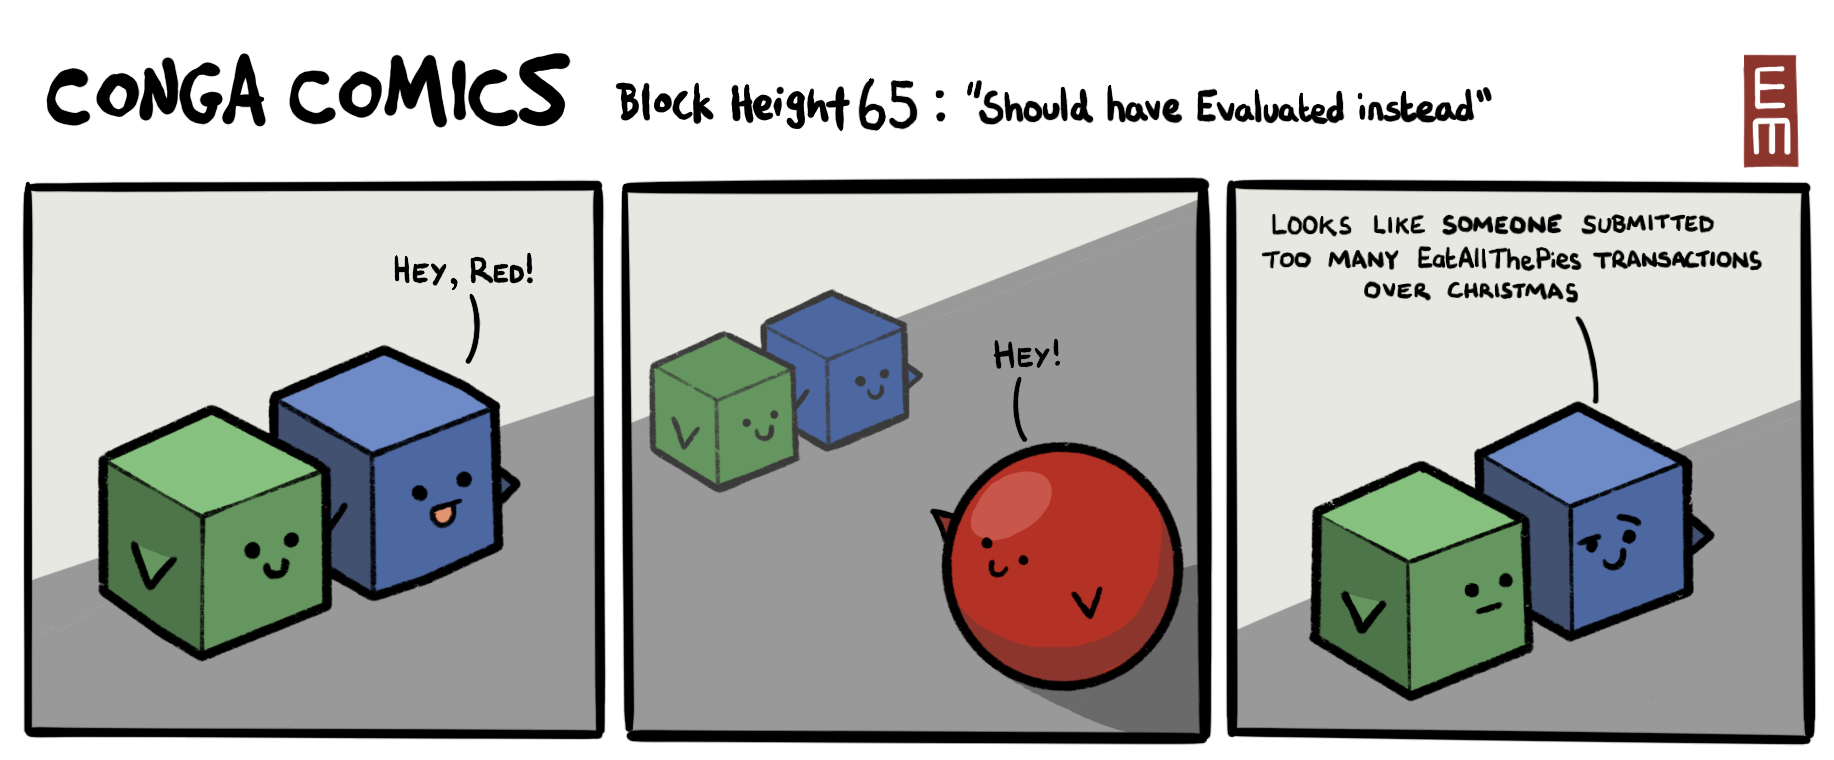 CONGA COMICS Block Height 65 : "Should have Evaluated instead"
WM
HEY, RED!
HEY!
LOOKS LIKE SOMEONE SUBMITTED
TOO MANY EatAllThePies TRANSACTIONS
OVER CHRISTMAS